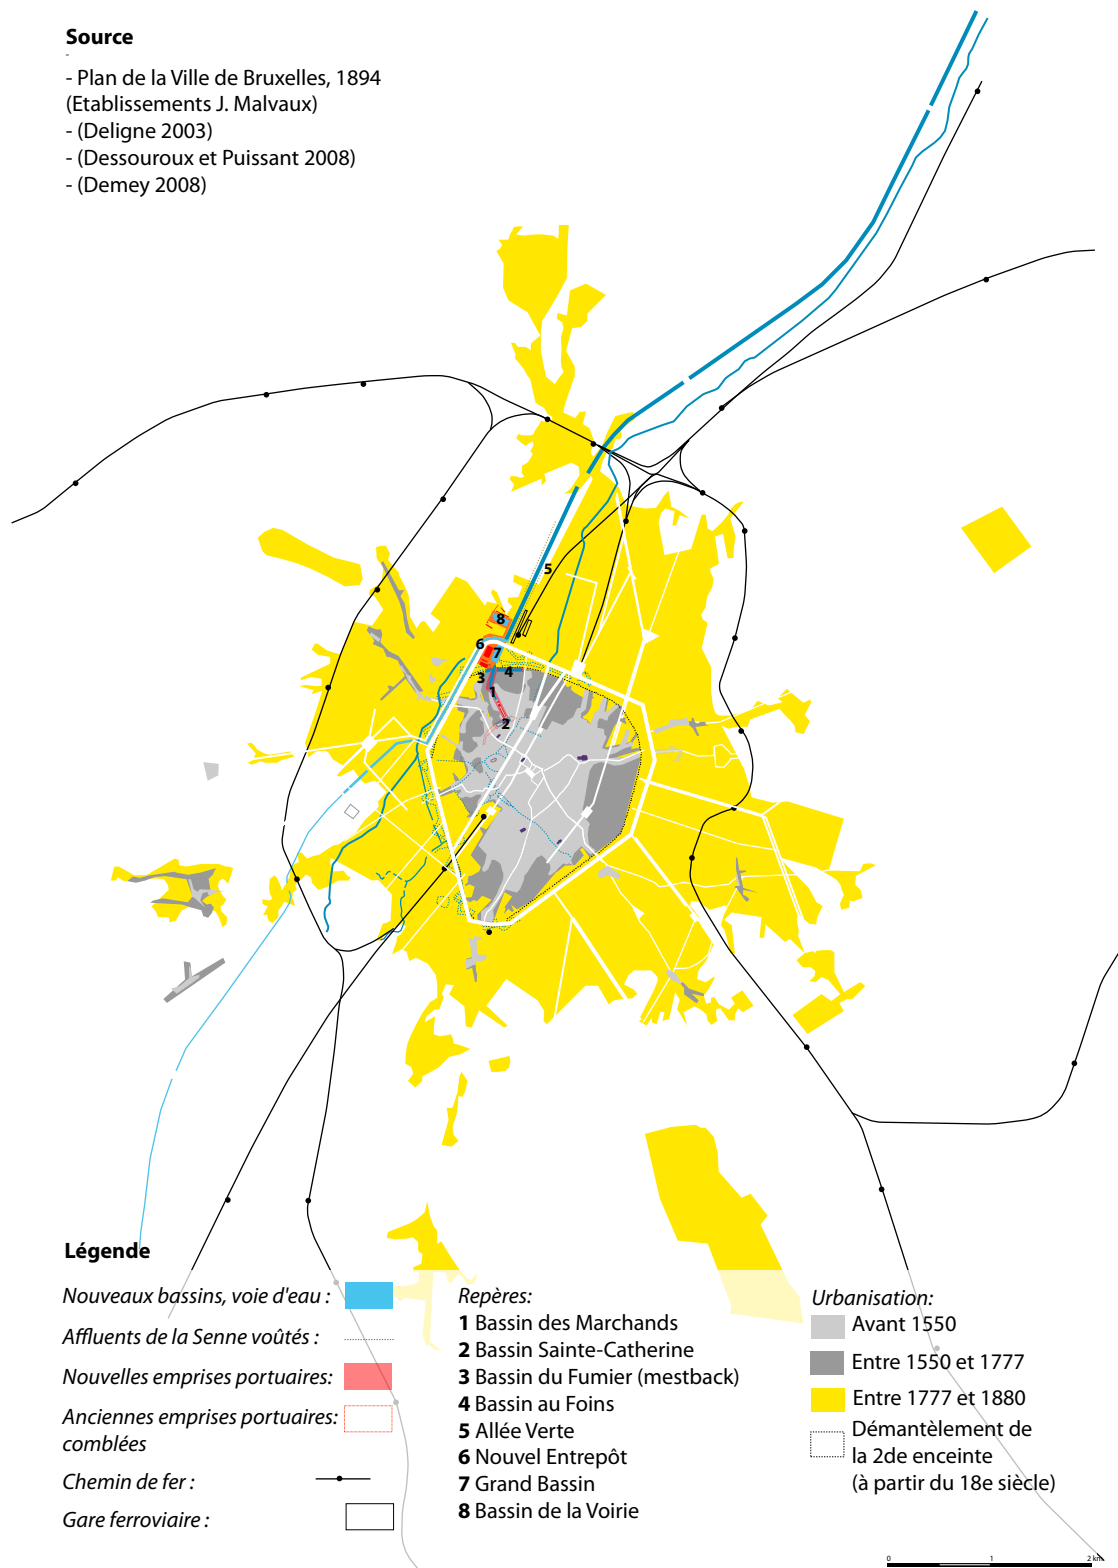 Source
-
- Plan de la Ville de Bruxelles, 1894
(Etablissements J. Malvaux)
- (Deligne 2003)
- (Dessouroux et Puissant 2008)
- (Demey 2008)
5
8
6
7
3
4
1
2
Légende
Nouveaux bassins, voie d'eau :
Affluents de la Senne voûtés :
Nouvelles emprises portuaires:
Anciennes emprises portuaires:
comblées
Chemin de fer :
Gare ferroviaire :
Repères:
1 Bassin des Marchands
2 Bassin Sainte-Catherine
3 Bassin du Fumier (mestback)
4 Bassin au Foins
5 Allée Verte
6 Nouvel Entrepôt
7 Grand Bassin
8 Bassin de la Voirie
Urbanisation:
Avant 1550
Entre 1550 et 1777
Entre 1777 et 1880
Démantèlement de
la 2de enceinte
(à partir du 18e siècle)
0 1 2 km